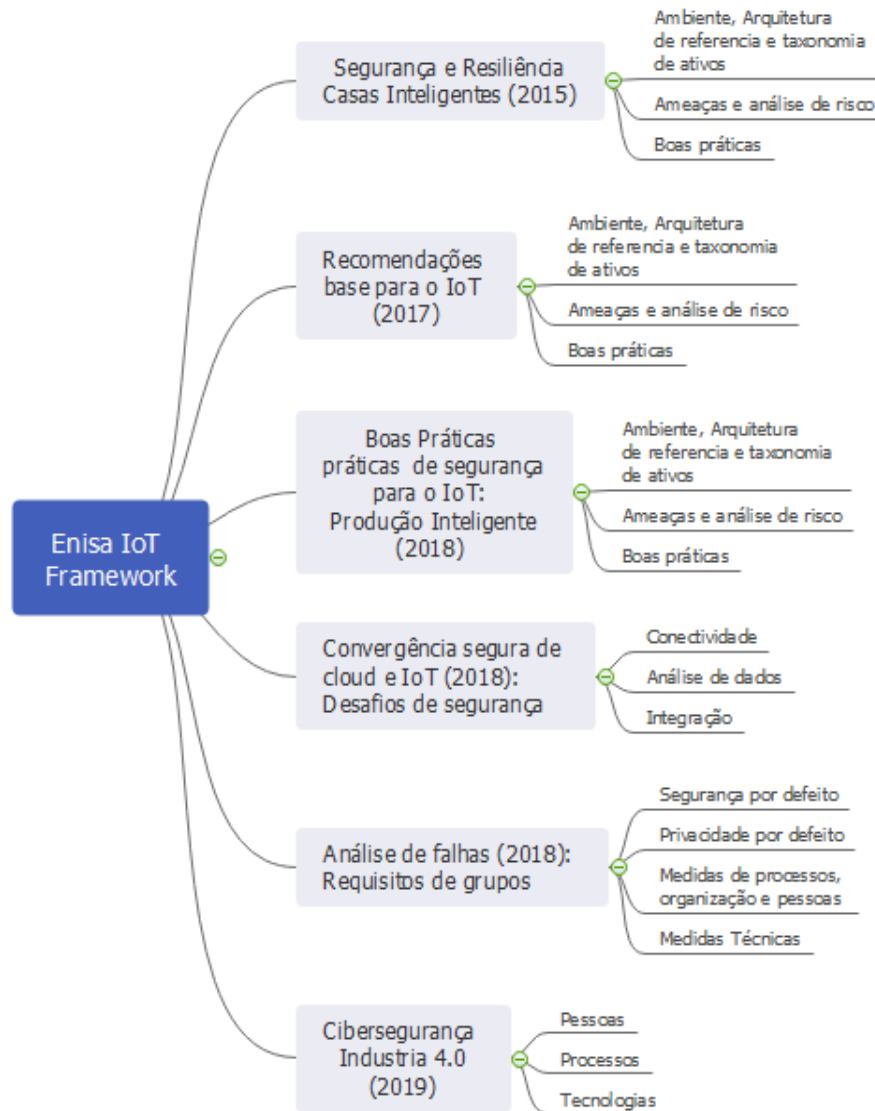 Enisa IoT
Framework
Segurança e Resiliência
Casas Inteligentes (2015)
Ambiente, Arquitetura
de referencia e taxonomia
de ativos
Ameaças e análise de risco
Boas práticas
Recomendações
base para o IoT
(2017)
Ambiente, Arquitetura
de referencia e taxonomia
de ativos
Ameaças e análise de risco
Boas práticas
Boas Práticas
práticas de segurança
para o IoT:
Produção Inteligente
(2018)
Ambiente, Arquitetura
de referencia e taxonomia
de ativos
Ameaças e análise de risco
Boas práticas
Convergência segura de
cloud e IoT (2018):
Desafios de segurança
Conectividade
Análise de dados
Integração
Análise de falhas (2018):
Requisitos de grupos
Segurança por defeito
Privacidade por defeito
Medidas de processos,
organização e pessoas
Medidas Técnicas
Cibersegurança
Industria 4.0
(2019)
Pessoas
Processos
Tecnologias